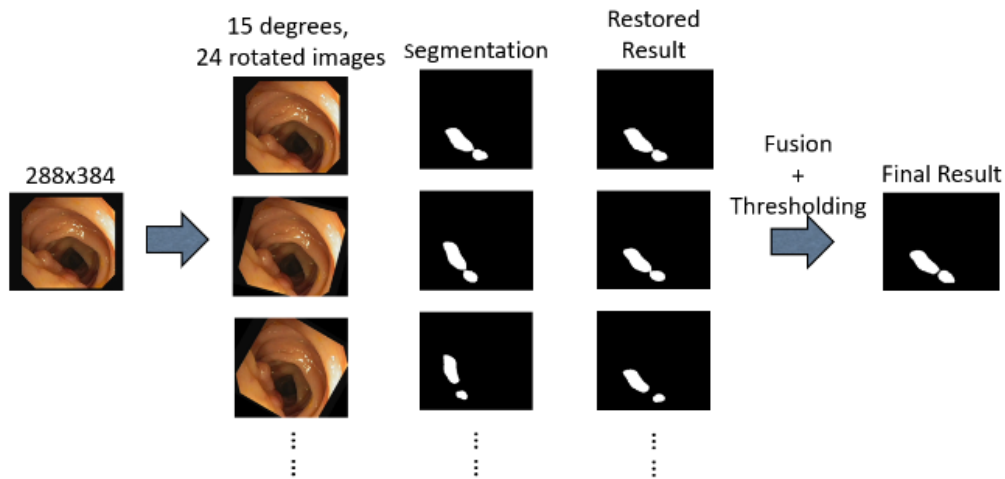 15 degrees,
24 rotated images
Segmentation
Restored
Result
288x384
Fusion
+
Thresholding
Final Result